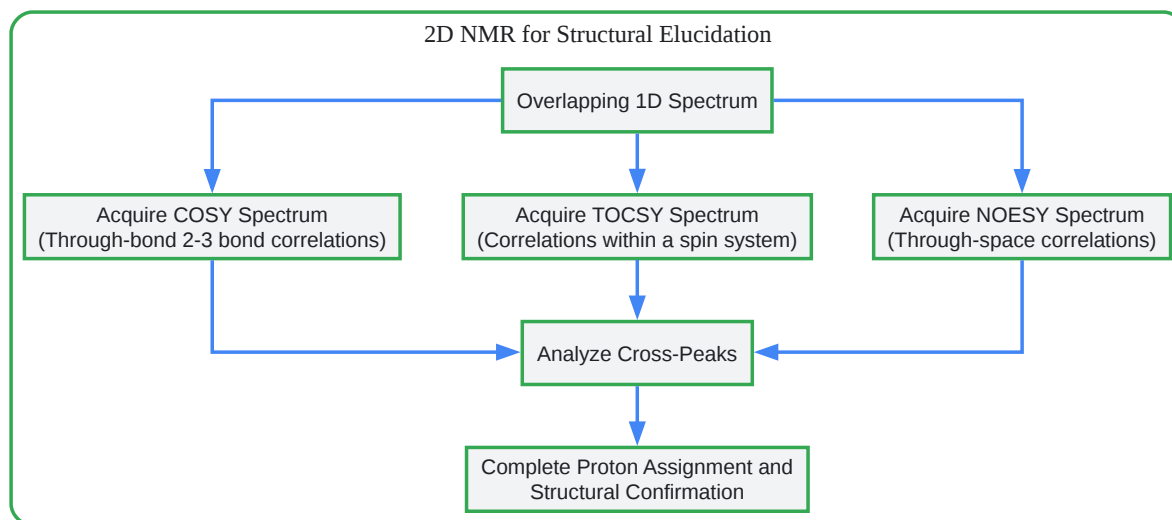 2D NMR for Structural Elucidation
Overlapping 1D Spectrum
Acquire COSY Spectrum
(Through-bond 2-3 bond correlations)
Acquire TOCSY Spectrum
(Correlations within a spin system)
Acquire NOESY Spectrum
(Through-space correlations)
Analyze Cross-Peaks
Complete Proton Assignment and
Structural Confirmation